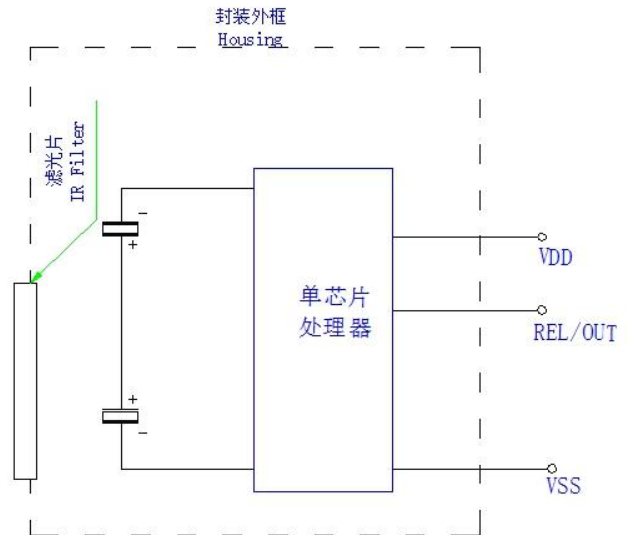 封装外框
Housing
滤光片
IR Filter
-
+
+
-
单芯片
处理器
VDD
REL/OUT
VSS